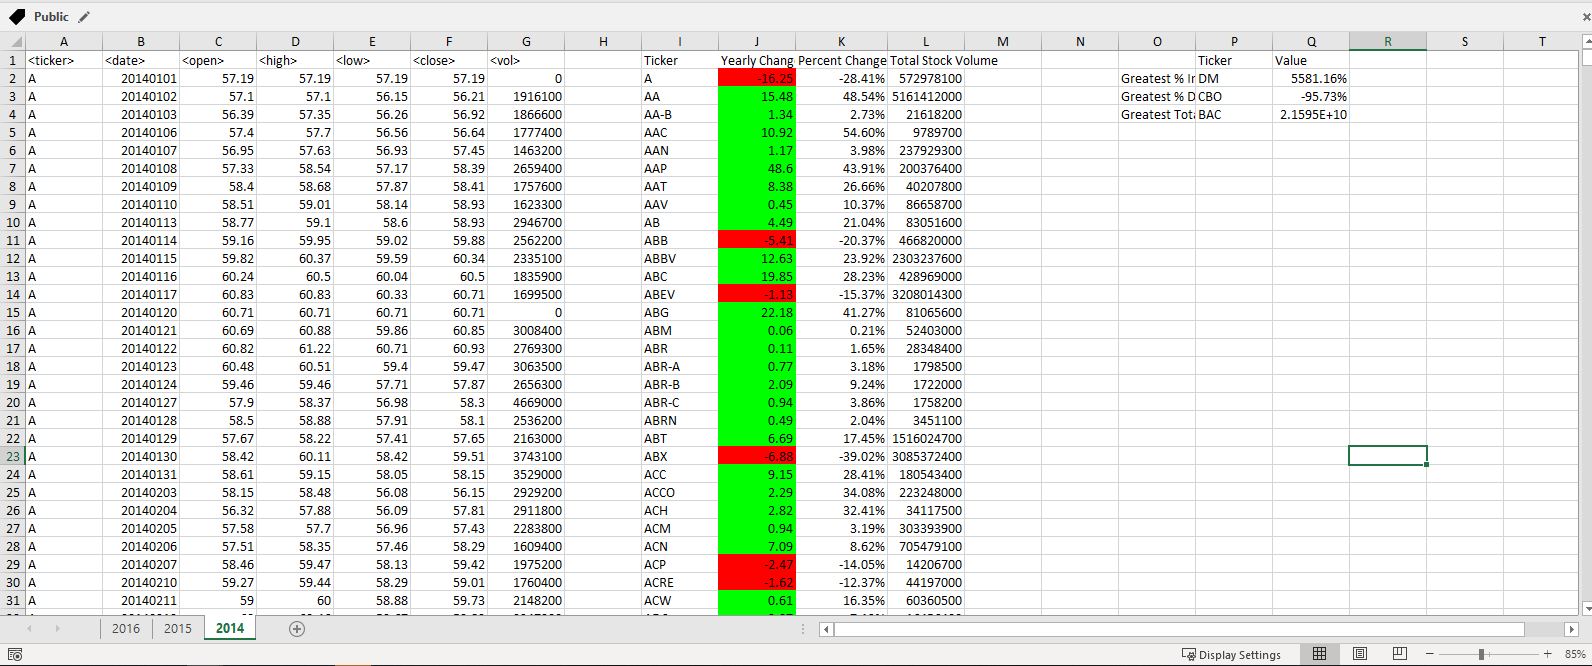 Public
A B C D E F G H I J K L M N O P Q R S T
1 <ticker> <date> <open> <high> <low> <close> <vol> Ticker Yearly Chang Percent Change Total Stock Volume Ticker Value
2 A 20140101 57.19 57.19 57.19 57.19 0 A -16.25 -28.41% 572978100 Greatest % Ir DM 5581.16%
3 A 20140102 57.1 57.1 56.15 56.21 1916100 AA 15.48 48.54% 5161412000 Greatest % D CBO -95.73%
4 A 20140103 56.39 57.35 56.26 56.92 1866600 AA-B 1.34 2.73% 21618200 Greatest Tot BAC 2.1595E+10
5 A 20140106 57.4 57.7 56.56 56.64 1777400 AAC 10.92 54.60% 9789700
6 A 20140107 56.95 57.63 56.93 57.45 1463200 AAN 1.17 3.98% 237929300
7 A 20140108 57.33 58.54 57.17 58.39 2659400 AAP 48.6 43.91% 200376400
8 A 20140109 58.4 58.68 57.87 58.41 1757600 AAT 8.38 26.66% 40207800
9 A 20140110 58.51 59.01 58.14 58.93 1623300 AAV 0.45 10.37% 86658700
10 A 20140113 58.77 59.1 58.6 58.93 2946700 AB 4.49 21.04% 83051600
11 A 20140114 59.16 59.95 59.02 59.88 2562200 ABB -5.41 -20.37% 466820000
12 A 20140115 59.82 60.37 59.59 60.34 2335100 ABBV 12.63 23.92% 2303237600
13 A 20140116 60.24 60.5 60.04 60.5 1835900 ABC 19.85 28.23% 428969000
14 A 20140117 60.83 60.83 60.33 60.71 1699500 ABEV -1.13 -15.37% 3208014300
15 A 20140120 60.71 60.71 60.71 60.71 0 ABG 22.18 41.27% 81065600
16 A 20140121 60.69 60.88 59.86 60.85 3008400 ABM 0.06 0.21% 52403000
17 A 20140122 60.82 61.22 60.71 60.93 2769300 ABR 0.11 1.65% 28348400
18 A 20140123 60.48 60.51 59.4 59.47 3063500 ABR-A 0.77 3.18% 1798500
19 A 20140124 59.46 59.46 57.71 57.87 2656300 ABR-B 2.09 9.24% 1722000
20 A 20140127 57.9 58.37 56.98 58.3 4669000 ABR-C 0.94 3.86% 1758200
21 A 20140128 58.5 58.88 57.91 58.1 2536200 ABRN 0.49 2.04% 3451100
22 A 20140129 57.67 58.22 57.41 57.65 2163000 ABT 6.69 17.45% 1516024700
23 A 20140130 58.42 60.11 58.42 59.51 3743100 ABX -6.88 -39.02% 3085372400
24 A 20140131 58.61 59.15 58.05 58.15 3529000 ACC 9.15 28.41% 180543400
25 A 20140203 58.15 58.48 56.08 56.15 2929200 ACCO 2.29 34.08% 223248000
26 A 20140204 56.32 57.88 56.09 57.81 2911800 ACH 2.82 32.41% 34117500
27 A 20140205 57.58 57.7 56.96 57.43 2283800 ACM 0.94 3.19% 303393900
28 A 20140206 57.51 58.35 57.46 58.29 1609400 ACN 7.09 8.62% 705479100
29 A 20140207 58.46 59.47 58.13 59.42 1975200 ACP -2.47 -14.05% 14206700
30 A 20140210 59.27 59.44 58.29 59.01 1760400 ACRE -1.62 -12.37% 44197000
31 A 20140211 59 60 58.88 59.73 2148200 ACW 0.61 16.35% 60360500
2016 2015 2014
Display Settings 85%